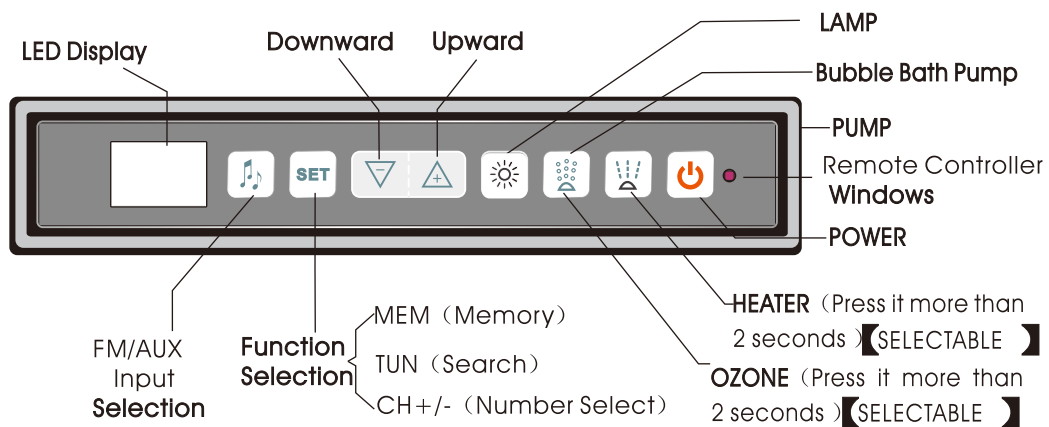 LAMP
LED Display
Downward
Upward
Bubble Bath Pump
PUMP
Remote Controller
Windows
SET
POWER
FM/AUX
Input
Selection
Function
Selection
MEM（Memory）
TUN（Search）
CH+/-（Number Select）
HEATER（Press it more than
2 seconds ）【SELECTABLE 】
OZONE（Press it more than
2 seconds ）【SELECTABLE 】